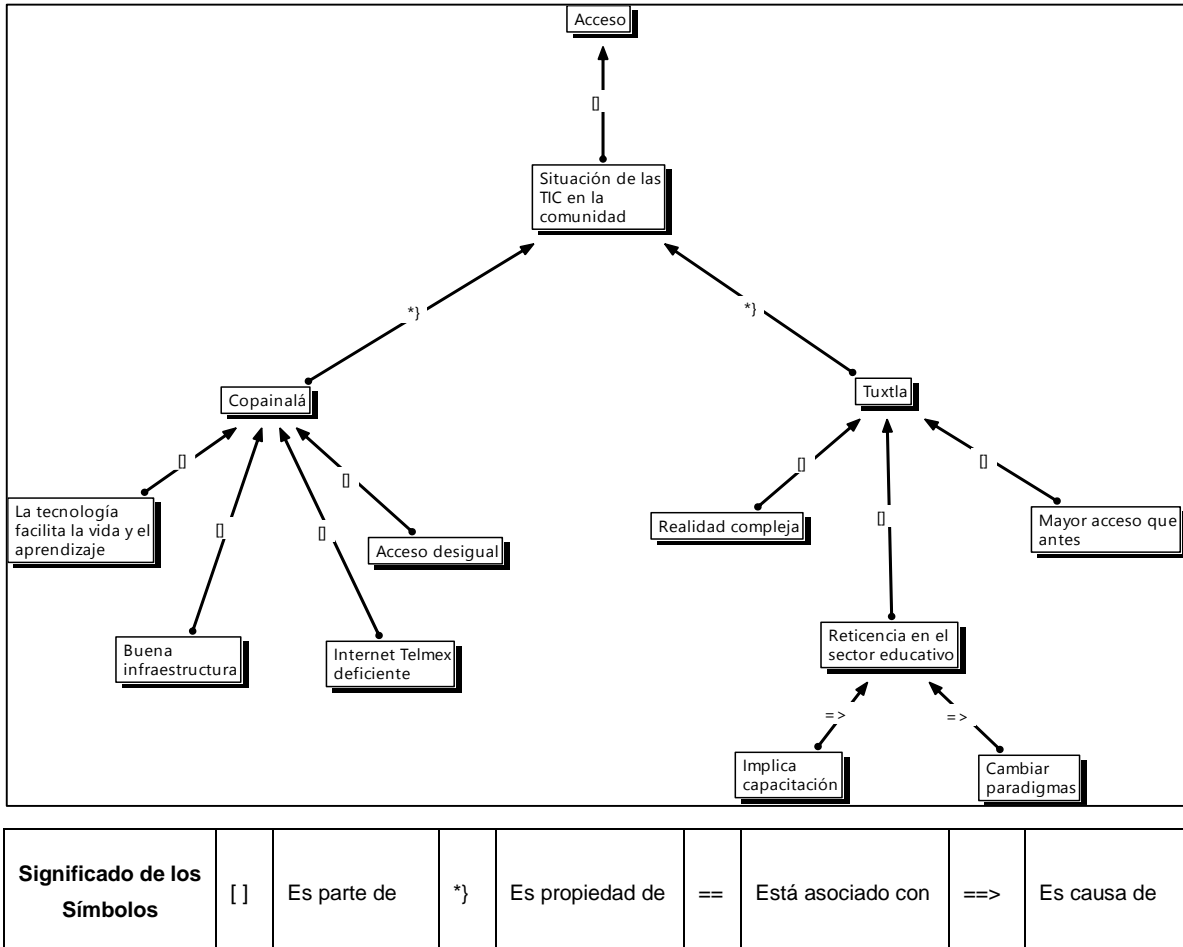 Acceso
[]
Situación de las
TIC en la
comunidad
*}
*}
Copainalá
Tuxtla
[]
[]
[]
[]
[]
[]
[]
La tecnología
facilita la vida y el
aprendizaje
Acceso desigual
Realidad compleja
Mayor acceso que
antes
Buena
infraestructura
Internet Telmex
deficiente
Reticencia en el
sector educativo
=>
=>
Implica
capacitación
Cambiar
paradigmas
Significado de los
Símbolos
[ ]
Es parte de
*}
Es propiedad de
==
Está asociado con
==>
Es causa de